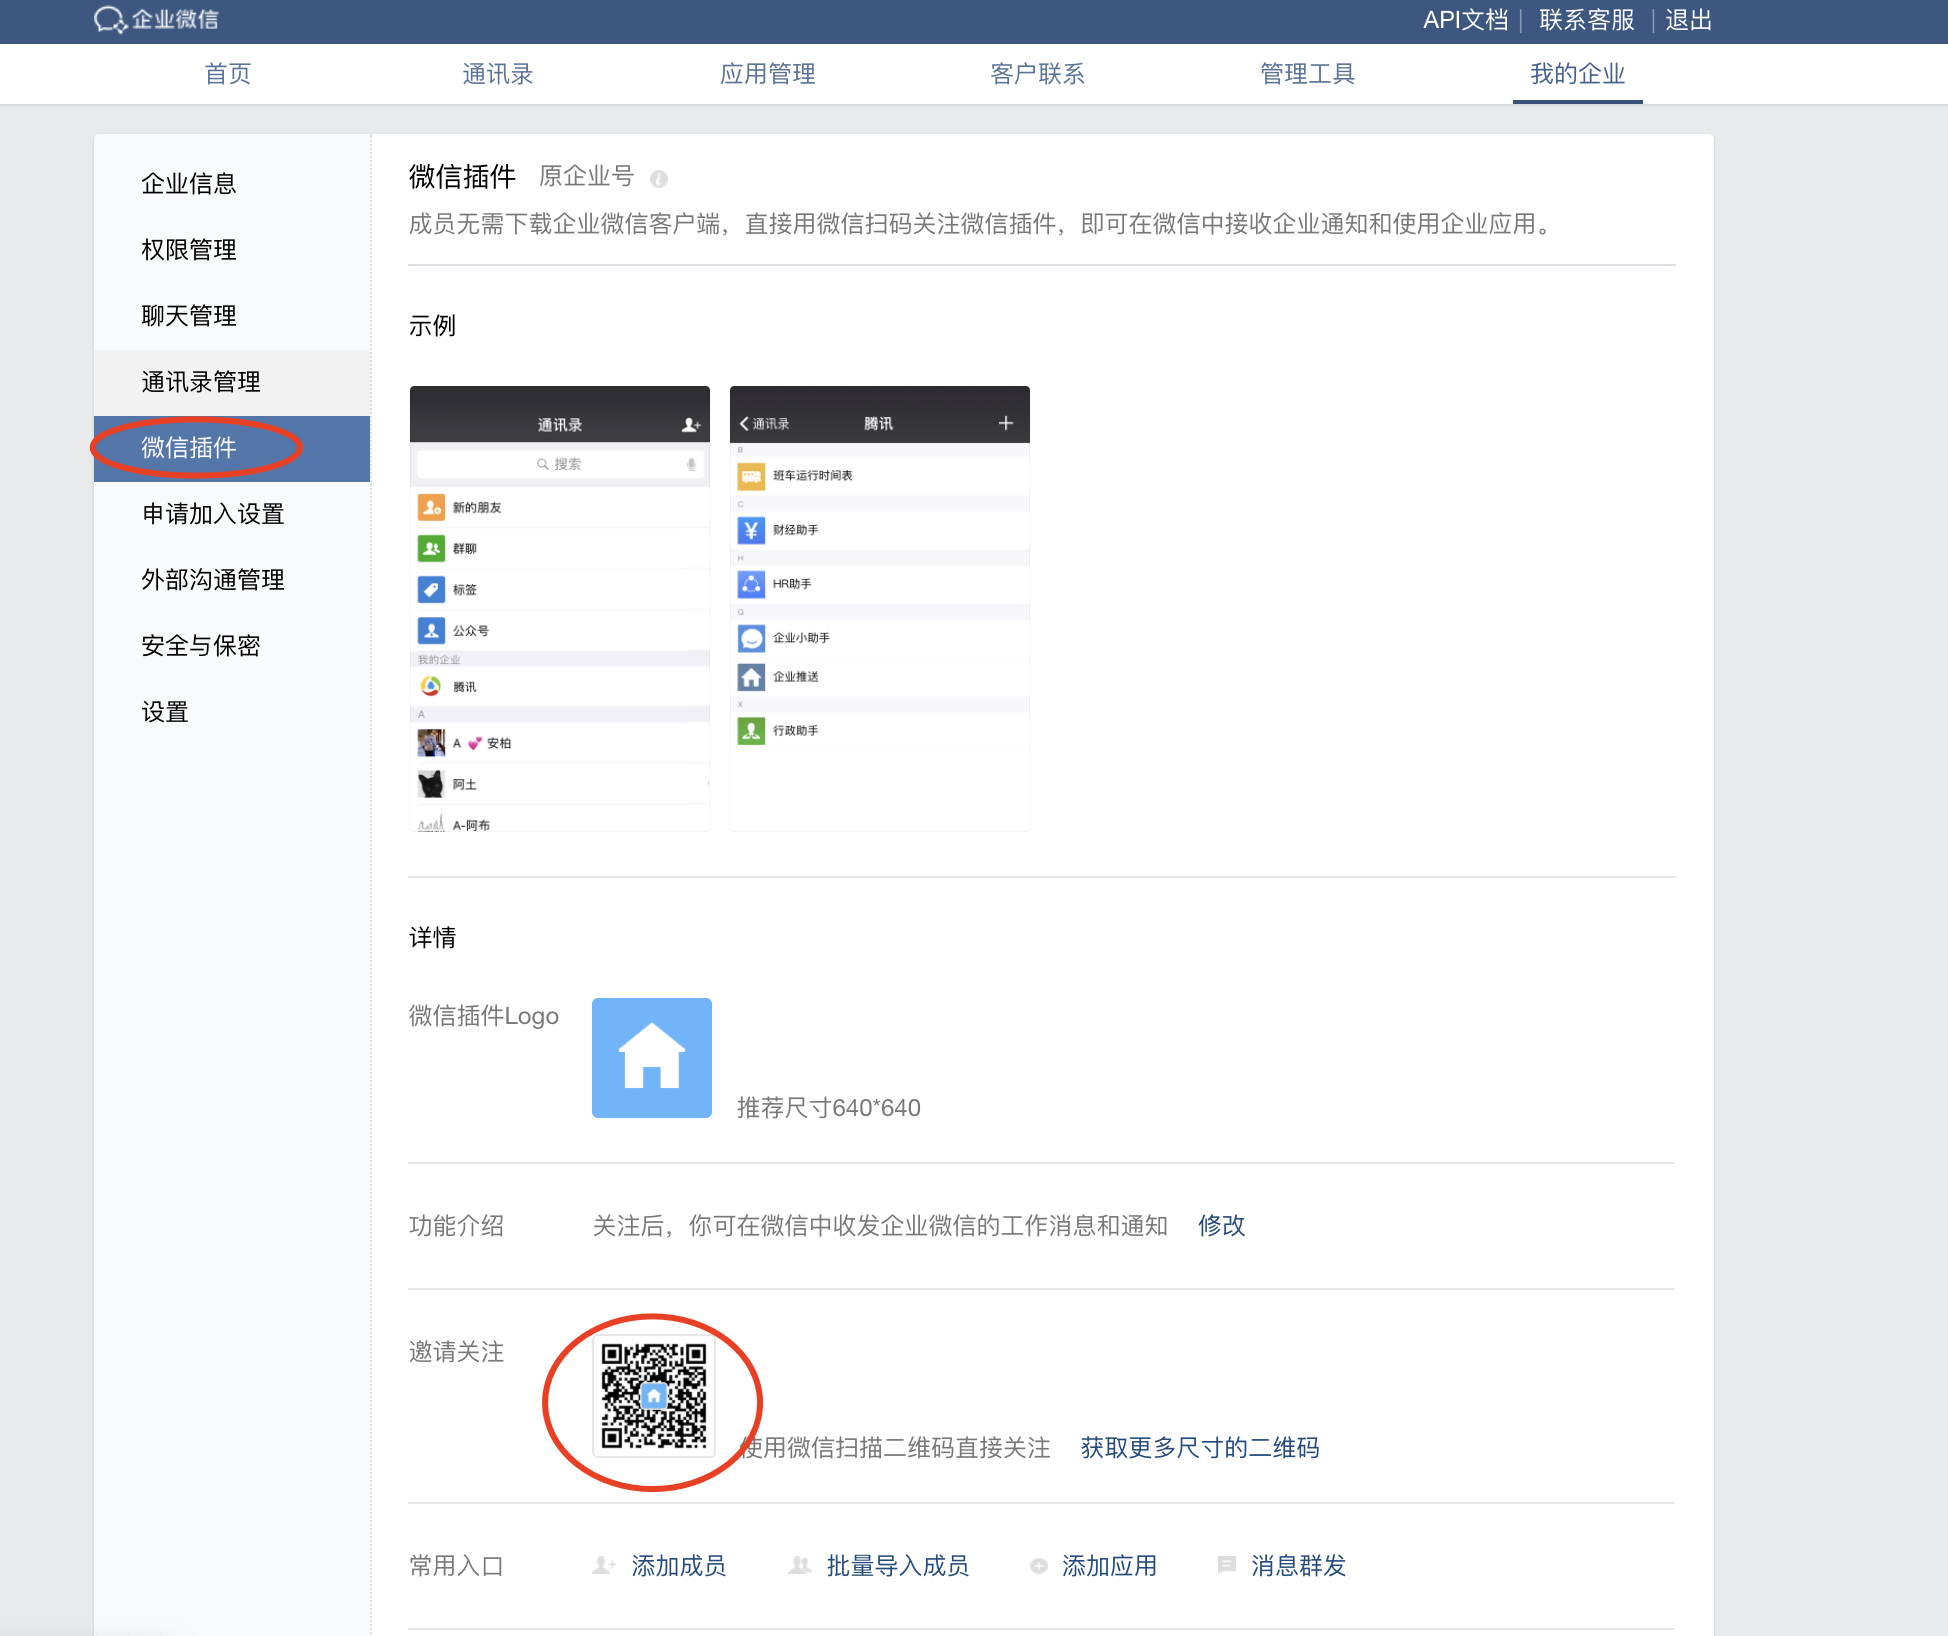 企业微信
API文档 | 联系客服 | 退出
首页 通讯录 应用管理 客户联系 管理工具 我的企业
企业信息
权限管理
聊天管理
通讯录管理
微信插件
申请加入设置
外部沟通管理
安全与保密
设置
微信插件 原企业号
成员无需下载企业微信客户端，直接用微信扫码关注微信插件，即可在微信中接收企业通知和使用企业应用。
示例
通讯录
搜索
新的朋友
群聊
标签
公众号
我的企业
腾讯
A
A 💕 安柏
阿土
A-阿布
通讯录 腾讯
B
班车运行时间表
C
财经助手
H
HR助手
Q
企业小助手
企业推送
X
行政助手
详情
微信插件Logo
推荐尺寸640*640
功能介绍 关注后，你可在微信中收发企业微信的工作消息和通知 修改
邀请关注
使用微信扫描二维码直接关注 获取更多尺寸的二维码
常用入口 添加成员 批量导入成员 添加应用 消息群发